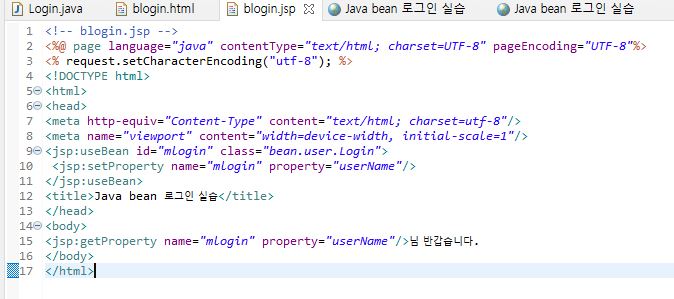 Login.java blogin.html blogin.jsp Java bean 로그인 실습 Java bean 로그인 실습
1 <!-- blogin.jsp -->
2 <%@ page language="java" contentType="text/html; charset=UTF-8" pageEncoding="UTF-8"%>
3 <% request.setCharacterEncoding("utf-8"); %>
4 <!DOCTYPE html>
5 <html>
6 <head>
7 <meta http-equiv="Content-Type" content="text/html; charset=utf-8"/>
8 <meta name="viewport" content="width=device-width, initial-scale=1"/>
9 <jsp:useBean id="mlogin" class="bean.user.Login">
10  <jsp:setProperty name="mlogin" property="userName"/>
11 </jsp:useBean>
12 <title>Java bean 로그인 실습</title>
13 </head>
14 <body>
15 <jsp:getProperty name="mlogin" property="userName"/>님 반갑습니다.
16 </body>
17 </html>